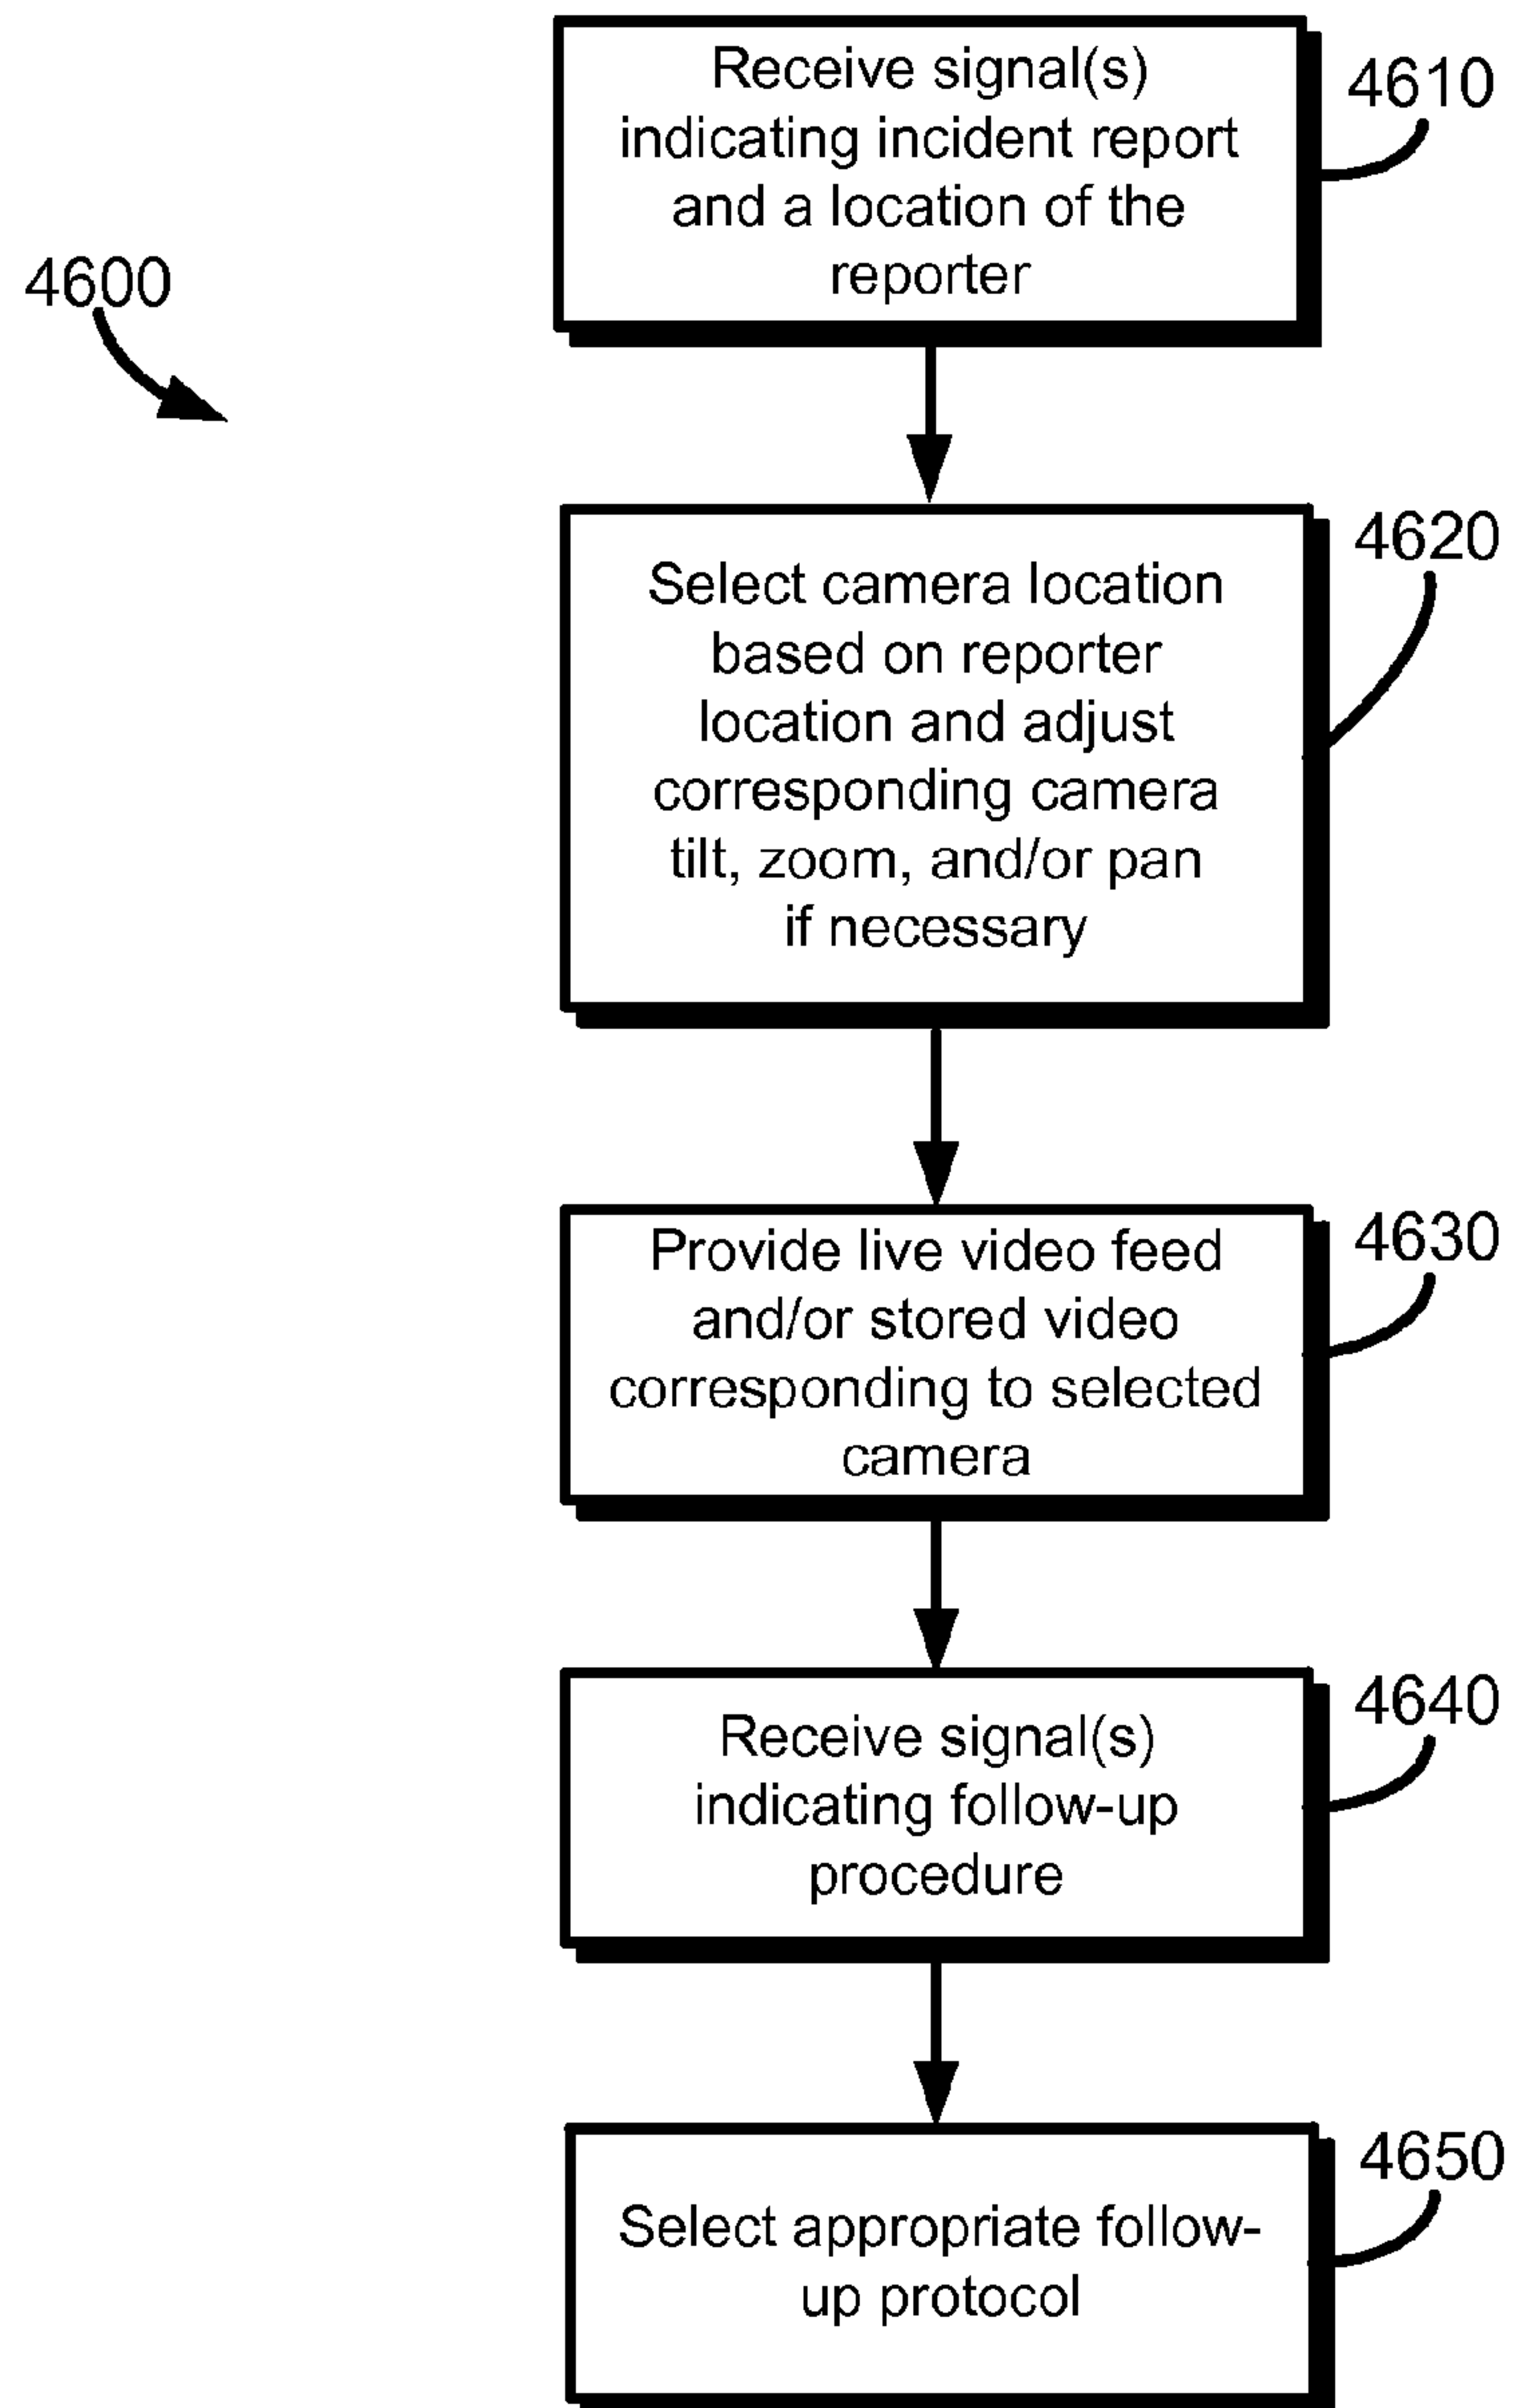 Receive signal(s)
indicating incident report
and a location of the
reporter
4610
4600
Select camera location
based on reporter
location and adjust
corresponding camera
tilt, zoom, and/or pan
if necessary
4620
Provide live video feed
and/or stored video
corresponding to selected
camera
4630
Receive signal(s)
indicating follow-up
procedure
4640
Select appropriate follow-
up protocol
4650